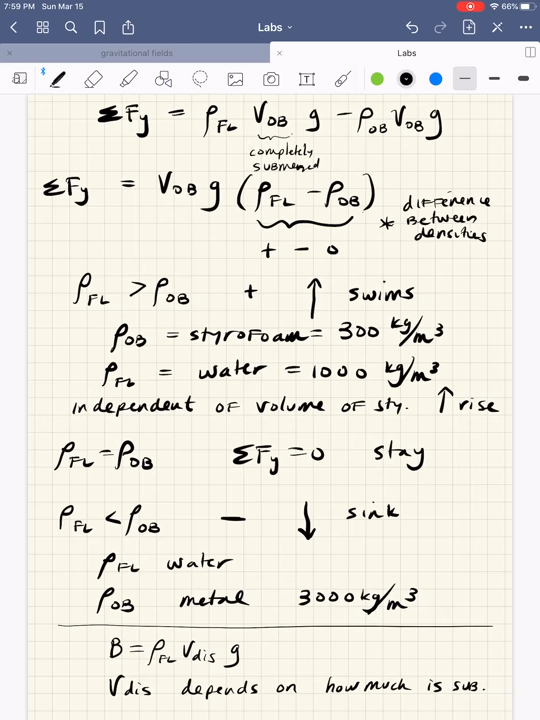 7:59 PM Sun Mar 15
66%
Labs
gravitational fields
Labs
ΣFy = ρFL VOB g − ρOB VOB g
completely
submerged
ΣFy = VOB g (ρFL − ρOB)
* difference
between
densities
+ − 0
ρFL > ρOB + ↑ swims
ρOB = styrofoam = 300 kg/m³
ρFL = water = 1000 kg/m³
independent of volume of sty. ↑ rise
ρFL = ρOB ΣFy = 0 stay
ρFL < ρOB − ↓ sink
ρFL water
ρOB metal 3000 kg/m³
B = ρFL Vdis g
Vdis depends on how much is sub.